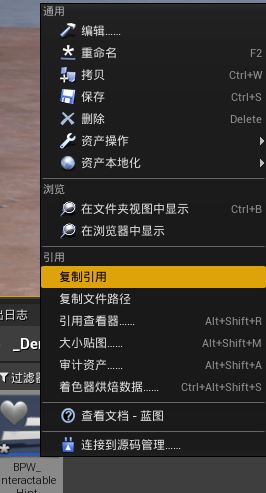 通用
编辑......
重命名 F2
拷贝 Ctrl+W
保存 Ctrl+S
删除 Delete
资产操作
资产本地化
浏览
在文件夹视图中显示 Ctrl+B
在浏览器中显示
引用
复制引用
复制文件路径
引用查看器...... Alt+Shift+R
大小贴图...... Alt+Shift+M
审计资产...... Alt+Shift+A
着色器烘焙数据...... Ctrl+Alt+Shift+S
查看文档 - 蓝图
连接到源码管理......
出日志
_De
过滤器
BPW_
nteractable
Hint